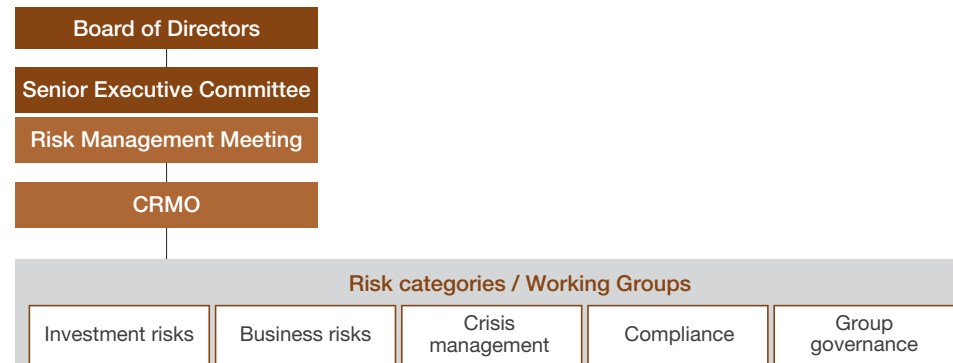 Board of Directors
Senior Executive Committee
Risk Management Meeting
CRMO
Risk categories / Working Groups
Investment risks
Business risks
Crisis
management
Compliance
Group
governance